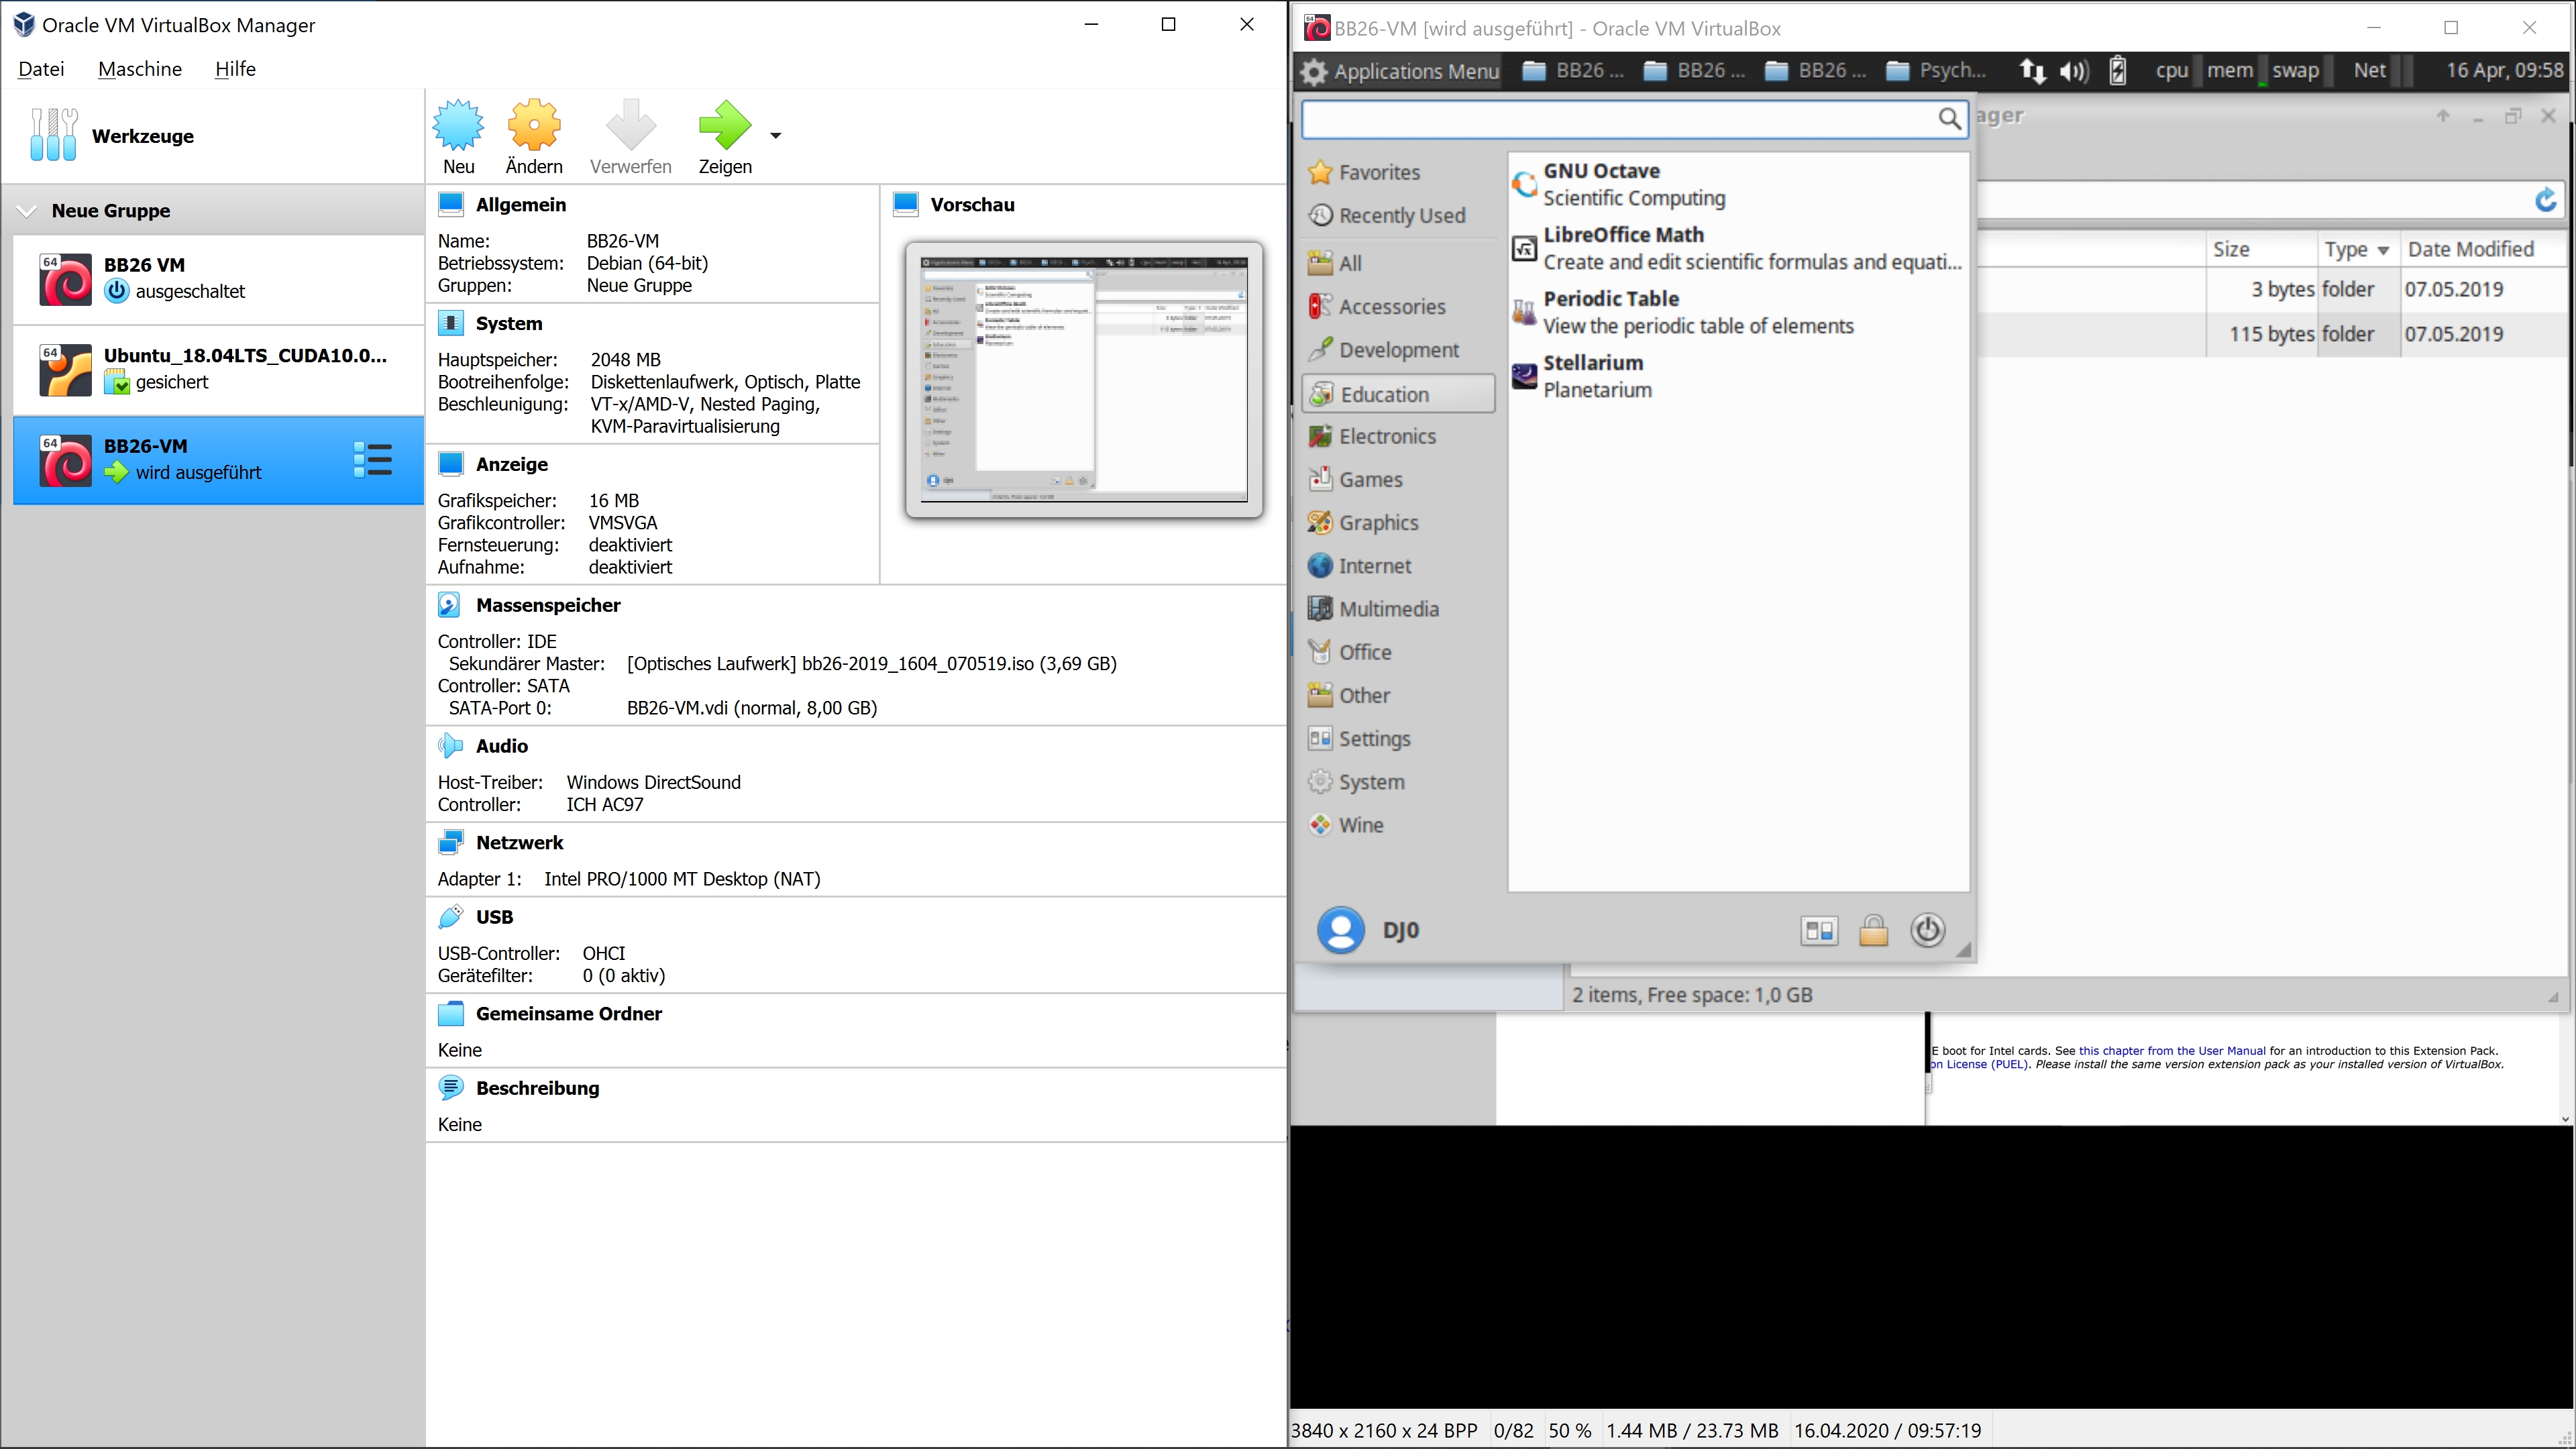 Oracle VM VirtualBox Manager
Datei Maschine Hilfe
Werkzeuge
Neu Ändern Verwerfen Zeigen
Neue Gruppe
64 BB26 VM
ausgeschaltet
64 Ubuntu_18.04LTS_CUDA10.0...
gesichert
64 BB26-VM
wird ausgeführt
Allgemein
Name: BB26-VM
Betriebssystem: Debian (64-bit)
Gruppen: Neue Gruppe
System
Hauptspeicher: 2048 MB
Bootreihenfolge: Diskettenlaufwerk, Optisch, Platte
Beschleunigung: VT-x/AMD-V, Nested Paging,
KVM-Paravirtualisierung
Anzeige
Grafikspeicher: 16 MB
Grafikcontroller: VMSVGA
Fernsteuerung: deaktiviert
Aufnahme: deaktiviert
Vorschau
Massenspeicher
Controller: IDE
Sekundärer Master: [Optisches Laufwerk] bb26-2019_1604_070519.iso (3,69 GB)
Controller: SATA
SATA-Port 0: BB26-VM.vdi (normal, 8,00 GB)
Audio
Host-Treiber: Windows DirectSound
Controller: ICH AC97
Netzwerk
Adapter 1: Intel PRO/1000 MT Desktop (NAT)
USB
USB-Controller: OHCI
Gerätefilter: 0 (0 aktiv)
Gemeinsame Ordner
Keine
Beschreibung
Keine
64 BB26-VM [wird ausgeführt] - Oracle VM VirtualBox
Applications Menu BB26 ... BB26 ... BB26 ... Psych... cpu mem swap Net 16 Apr, 09:58
ager
Favorites
Recently Used
All
Accessories
Development
Education
Electronics
Games
Graphics
Internet
Multimedia
Office
Other
Settings
System
Wine
GNU Octave
Scientific Computing
LibreOffice Math
Create and edit scientific formulas and equati...
Periodic Table
View the periodic table of elements
Stellarium
Planetarium
DJ0
Size Type Date Modified
3 bytes folder 07.05.2019
115 bytes folder 07.05.2019
2 items, Free space: 1,0 GB
E boot for Intel cards. See this chapter from the User Manual for an introduction to this Extension Pack.
on License (PUEL). Please install the same version extension pack as your installed version of VirtualBox.
3840 x 2160 x 24 BPP 0/82 50 % 1.44 MB / 23.73 MB 16.04.2020 / 09:57:19